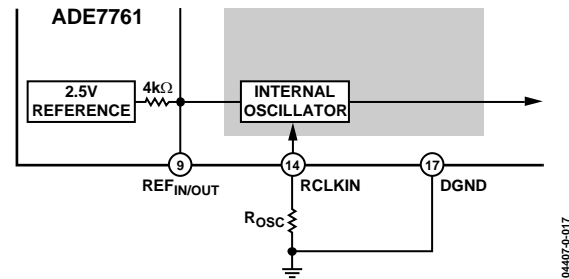 ADE7761
2.5V
REFERENCE
4kΩ
INTERNAL
OSCILLATOR
9
14
17
REFIN/OUT
RCLKIN
DGND
ROSC
04407-0-017